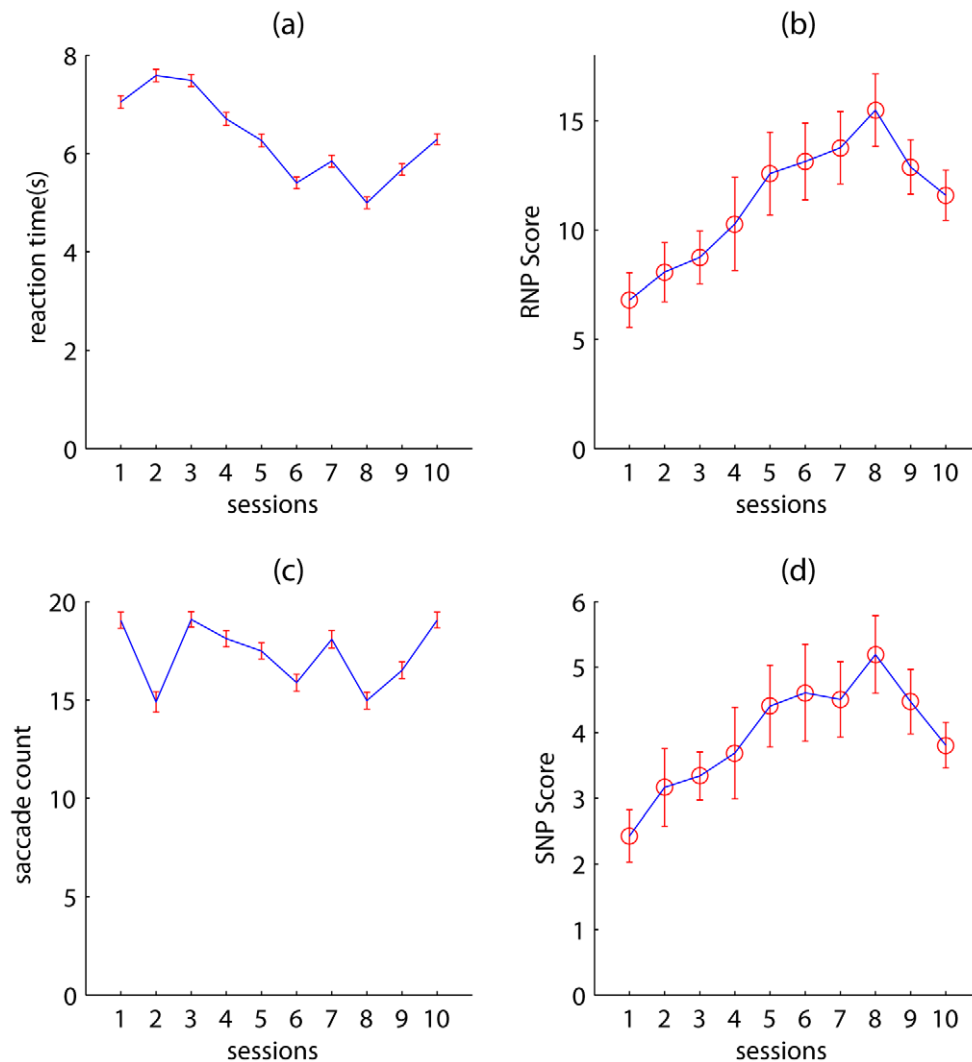 (a)
8
6
4
2
0
reaction time(s)
1 2 3 4 5 6 7 8 9 10
sessions
(b)
15
10
5
0
RNP Score
1 2 3 4 5 6 7 8 9 10
sessions
(c)
20
15
10
5
0
saccade count
1 2 3 4 5 6 7 8 9 10
sessions
(d)
6
5
4
3
2
1
0
SNP Score
1 2 3 4 5 6 7 8 9 10
sessions